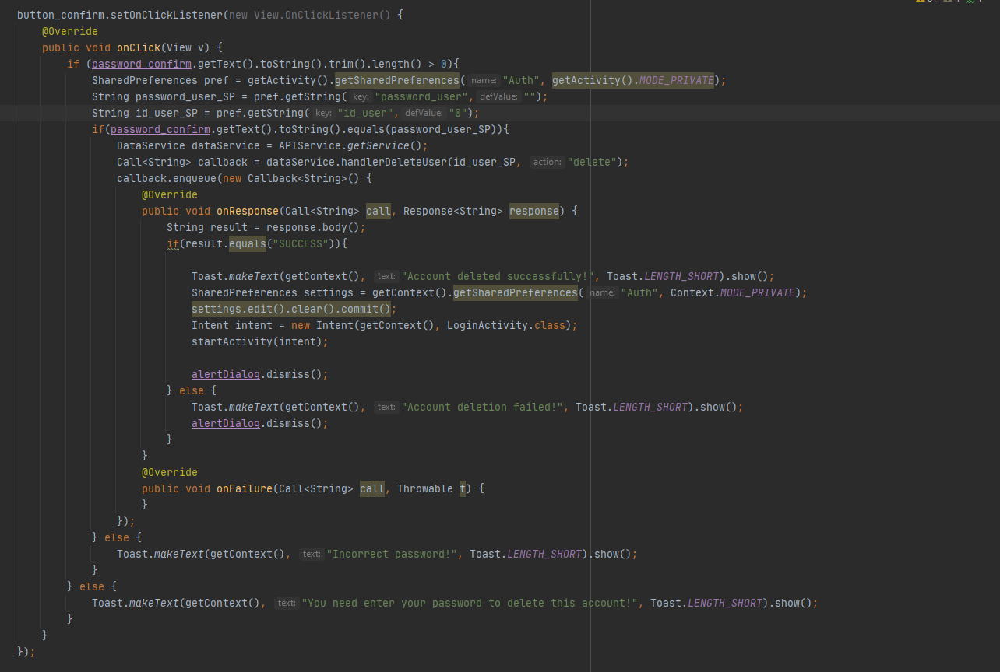 button_confirm.setOnClickListener(new View.OnClickListener() {
@Override
public void onClick(View v) {
if (password_confirm.getText().toString().trim().length() > 0){
SharedPreferences pref = getActivity().getSharedPreferences( name: "Auth", getActivity().MODE_PRIVATE);
String password_user_SP = pref.getString( key: "password_user", defValue: "");
String id_user_SP = pref.getString( key: "id_user", defValue: "0");
if(password_confirm.getText().toString().equals(password_user_SP)){
DataService dataService = APIService.getService();
Call<String> callback = dataService.handlerDeleteUser(id_user_SP, action: "delete");
callback.enqueue(new Callback<String>() {
@Override
public void onResponse(Call<String> call, Response<String> response) {
String result = response.body();
if(result.equals("SUCCESS")){
Toast.makeText(getContext(), text: "Account deleted successfully!", Toast.LENGTH_SHORT).show();
SharedPreferences settings = getContext().getSharedPreferences( name: "Auth", Context.MODE_PRIVATE);
settings.edit().clear().commit();
Intent intent = new Intent(getContext(), LoginActivity.class);
startActivity(intent);
alertDialog.dismiss();
} else {
Toast.makeText(getContext(), text: "Account deletion failed!", Toast.LENGTH_SHORT).show();
alertDialog.dismiss();
}
}
@Override
public void onFailure(Call<String> call, Throwable t) {
}
});
} else {
Toast.makeText(getContext(), text: "Incorrect password!", Toast.LENGTH_SHORT).show();
}
} else {
Toast.makeText(getContext(), text: "You need enter your password to delete this account!", Toast.LENGTH_SHORT).show();
}
}
});